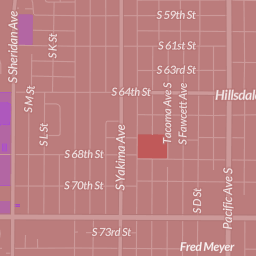 S 59th St
S Sheridan Ave
S K St
S 61st St
S 63rd St
S 64th St
Hillsdale
S M St
S L St
S Yakima Ave
Tacoma Ave S
S Fawcett Ave
S 68th St
S 70th St
S D St
Pacific Ave S
S 73rd St
Fred Meyer